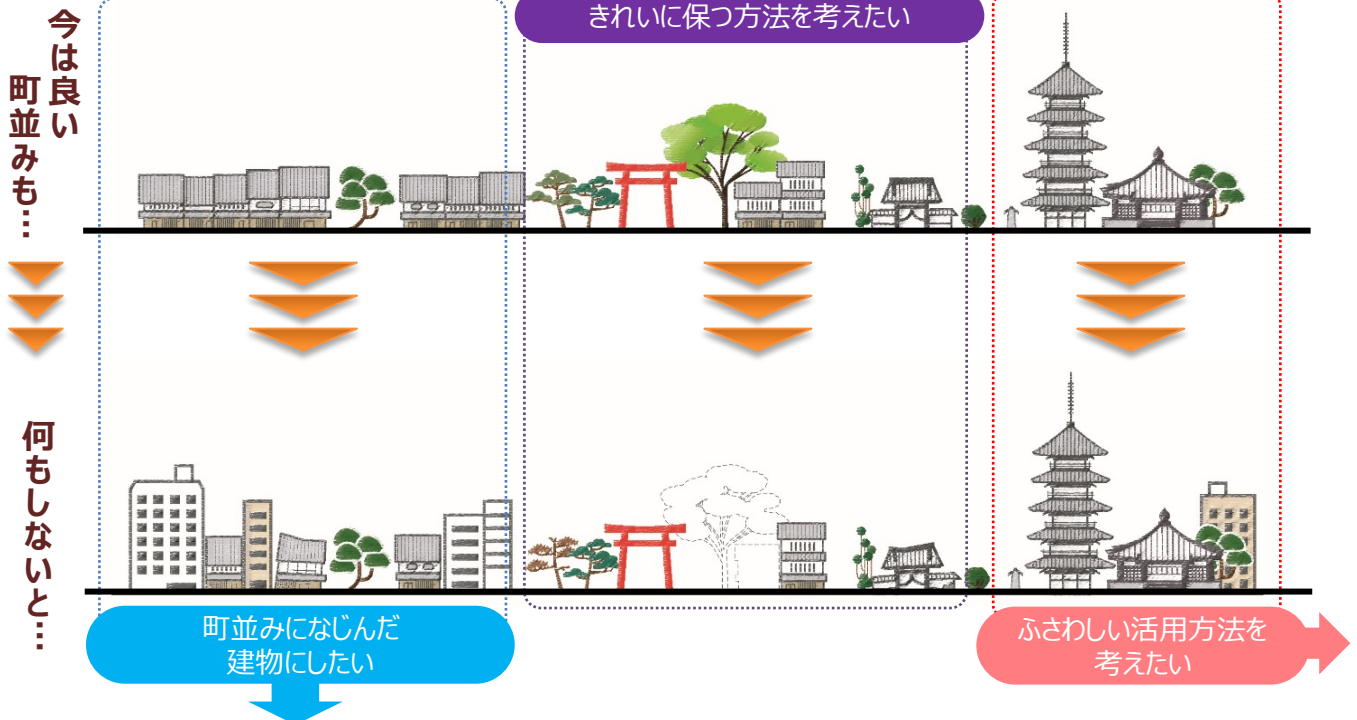 今は良い
町並みも…
きれいに保つ方法を考えたい
何もしないと…
町並みになじんだ
建物にしたい
ふさわしい活用方法を
考えたい